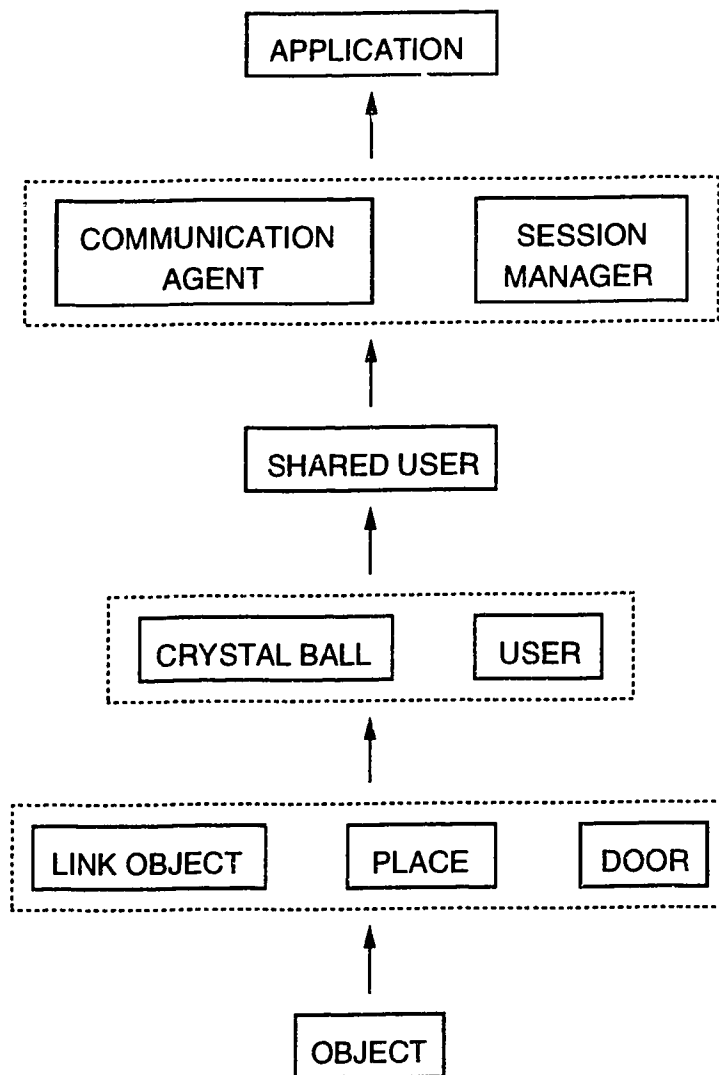 APPLICATION
COMMUNICATION
AGENT
SESSION
MANAGER
SHARED USER
CRYSTAL BALL
USER
LINK OBJECT
PLACE
DOOR
OBJECT